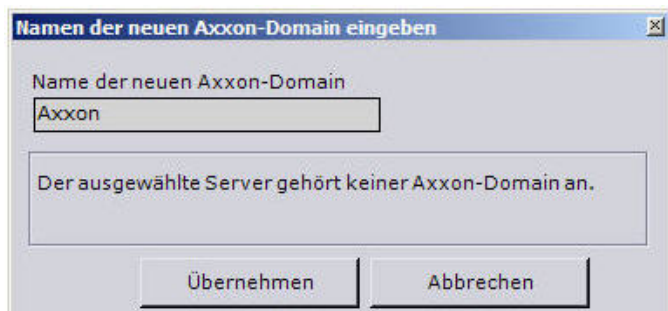 Namen der neuen Axxon-Domain eingeben
Name der neuen Axxon-Domain
Axxon
Der ausgewählte Server gehört keiner Axxon-Domain an.
Übernehmen
Abbrechen